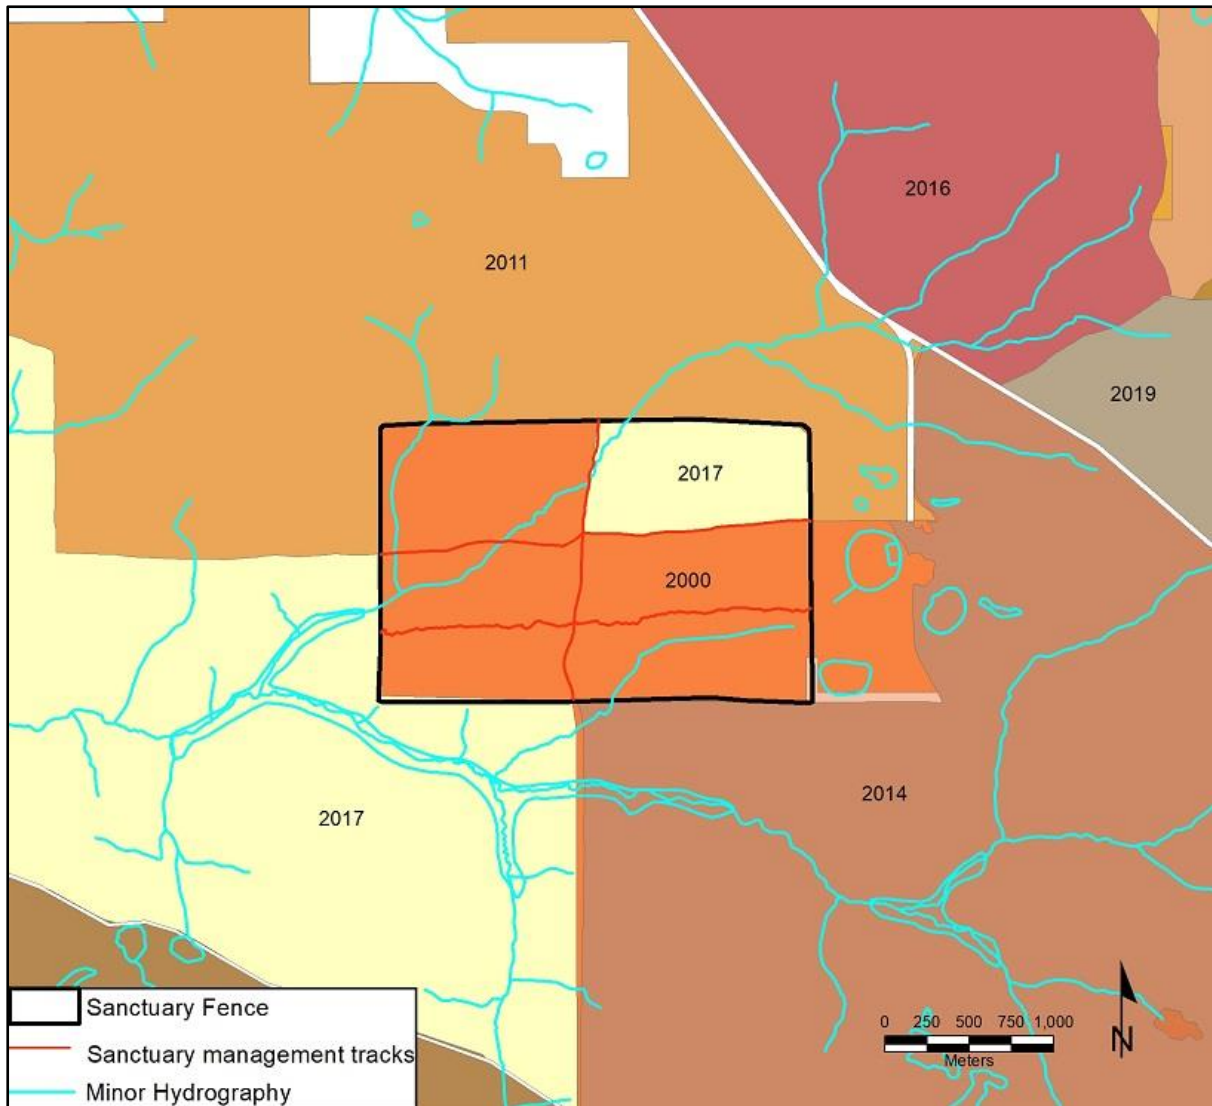 2016
2011
2019
2017
2000
2014
2017
Sanctuary Fence
Sanctuary management tracks
Minor Hydrography
0 250 500 750 1,000
Meters
N